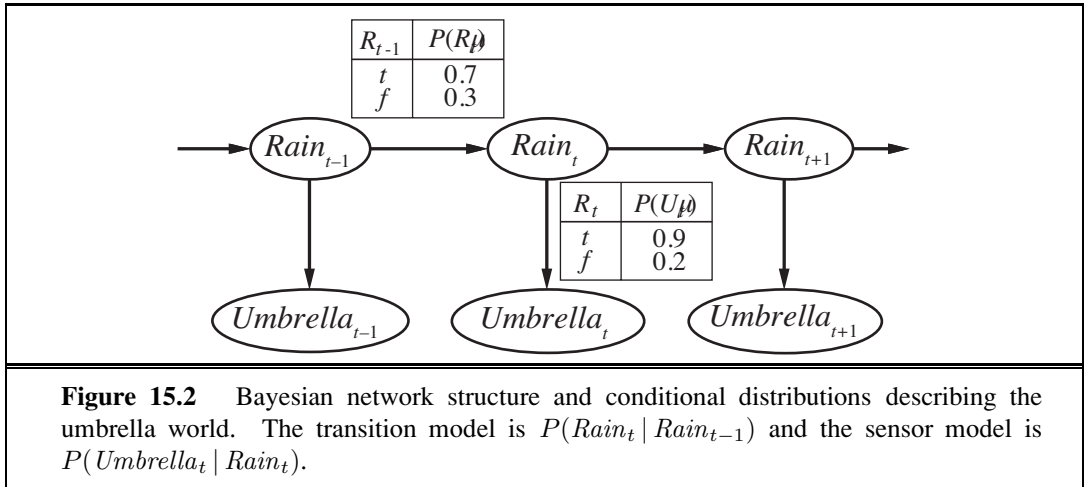 R_{t-1} P(R_t)
t 0.7
f 0.3
Rain_{t–1} Rain_t Rain_{t+1}
R_t P(U_t)
t 0.9
f 0.2
Umbrella_{t–1} Umbrella_t Umbrella_{t+1}
Figure 15.2 Bayesian network structure and conditional distributions describing the
umbrella world. The transition model is P(Rain_t | Rain_{t−1}) and the sensor model is
P(Umbrella_t | Rain_t).